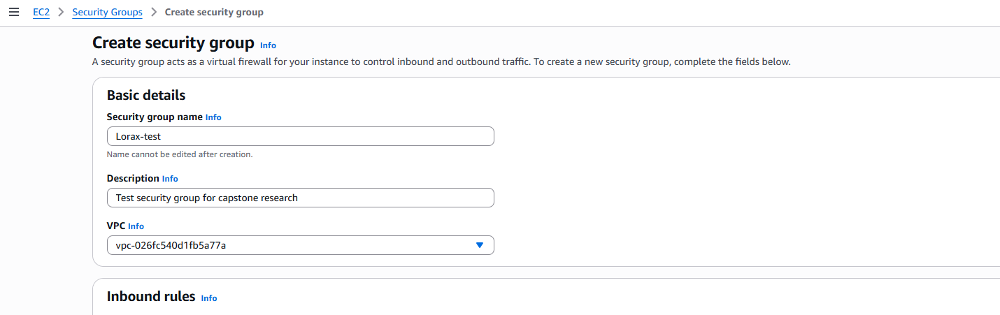 EC2 > Security Groups > Create security group
Create security group Info
A security group acts as a virtual firewall for your instance to control inbound and outbound traffic. To create a new security group, complete the fields below.
Basic details
Security group name Info
Lorax-test
Name cannot be edited after creation.
Description Info
Test security group for capstone research
VPC Info
vpc-026fc540d1fb5a77a
Inbound rules Info